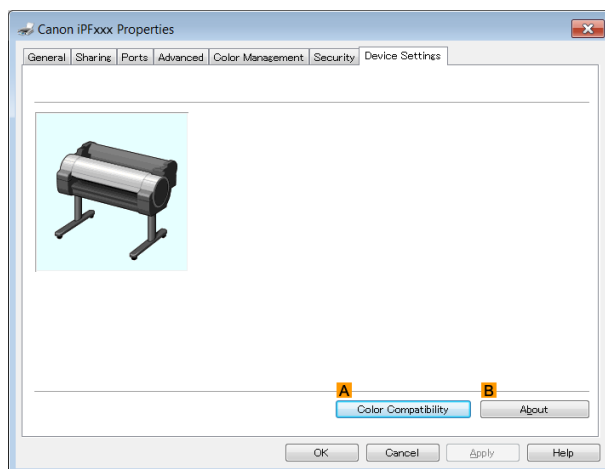 Canon iPFxxx Properties
General Sharing Ports Advanced Color Management Security Device Settings
A B
Color Compatibility About
OK Cancel Apply Help